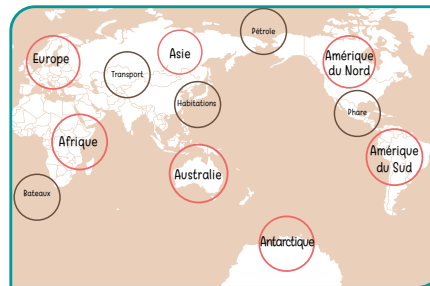 Pétrole
Europe
Asie
Amérique
du Nord
Transport
Habitations
Phare
Afrique
Amérique
du Sud
Australie
Bateaux
Antarctique